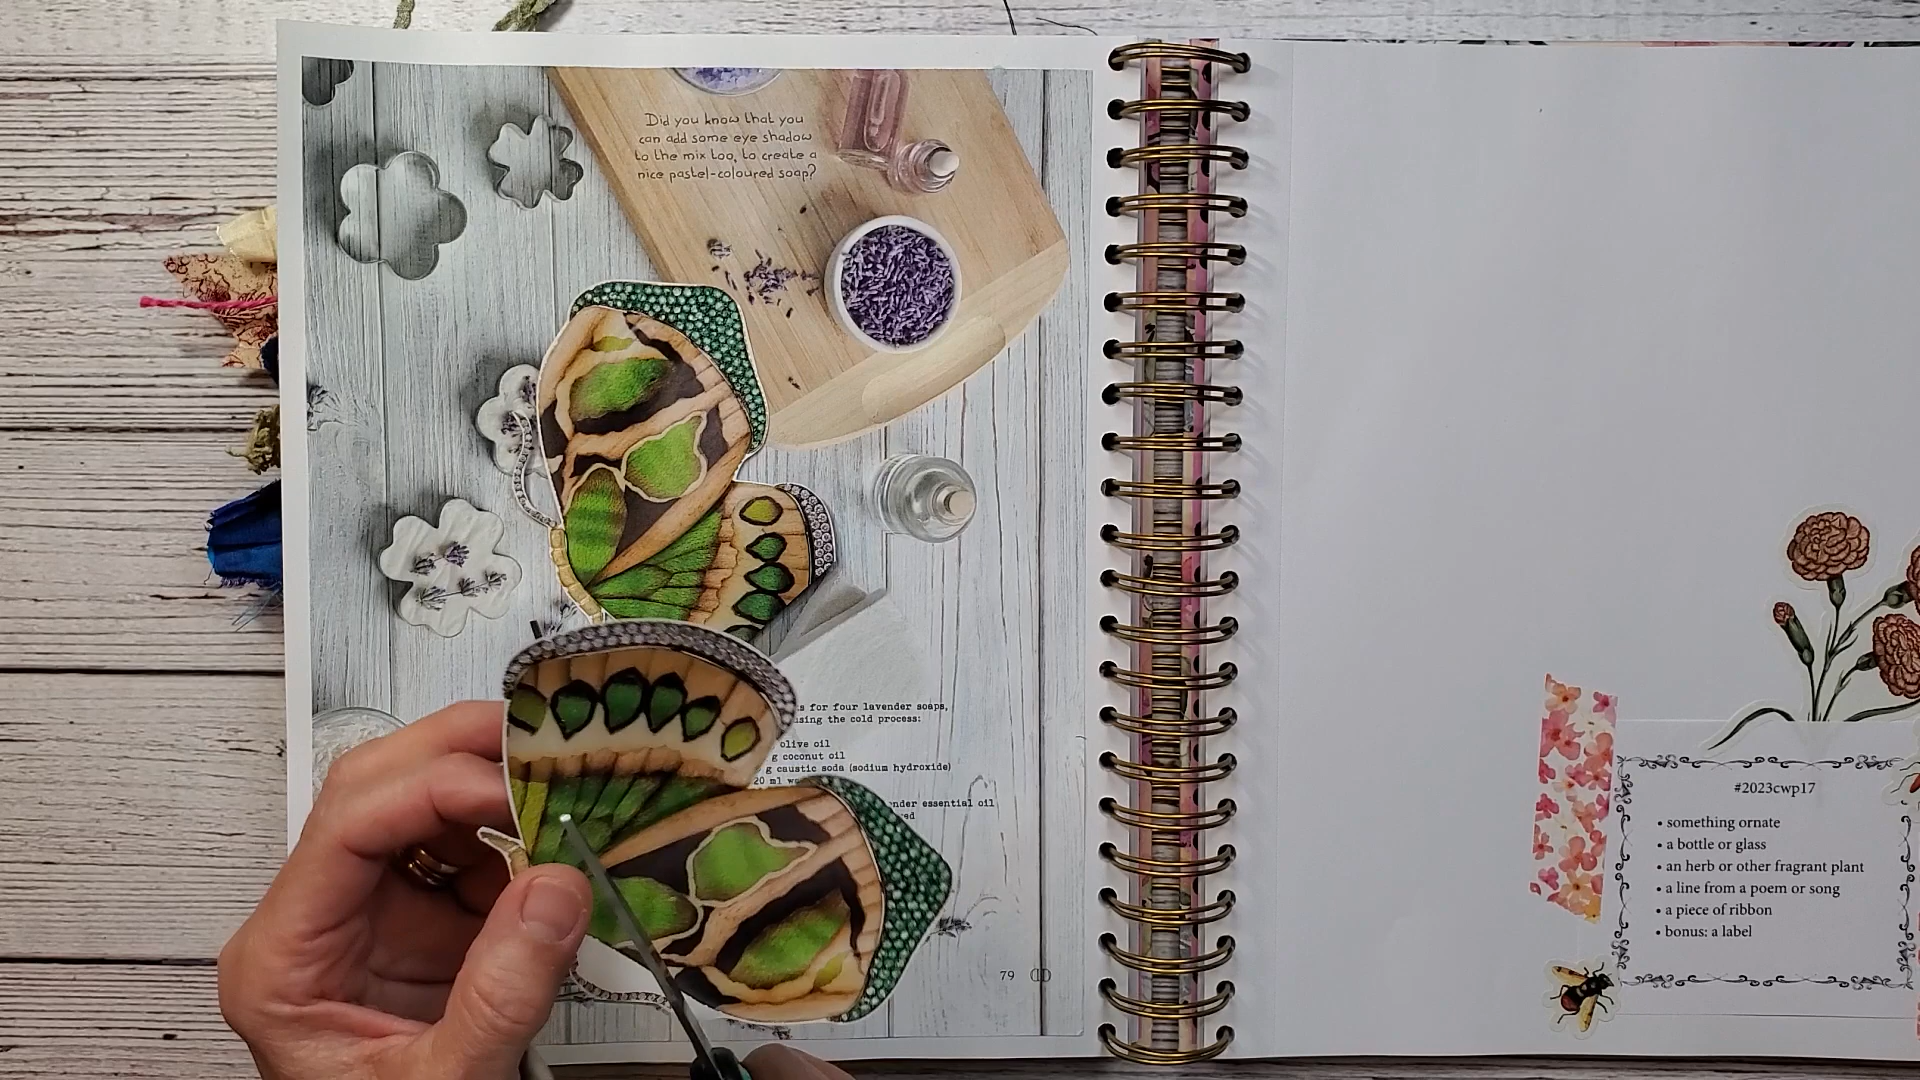 Did you know that you
can add some eye shadow
to the mix too, to create a
nice pastel-coloured soap?
s for four lavender soaps,
using the cold process:
olive oil
g coconut oil
g caustic soda (sodium hydroxide)
20 ml
essential oil
79
#2023cwp17
• something ornate
• a bottle or glass
• an herb or other fragrant plant
• a line from a poem or song
• a piece of ribbon
• bonus: a label